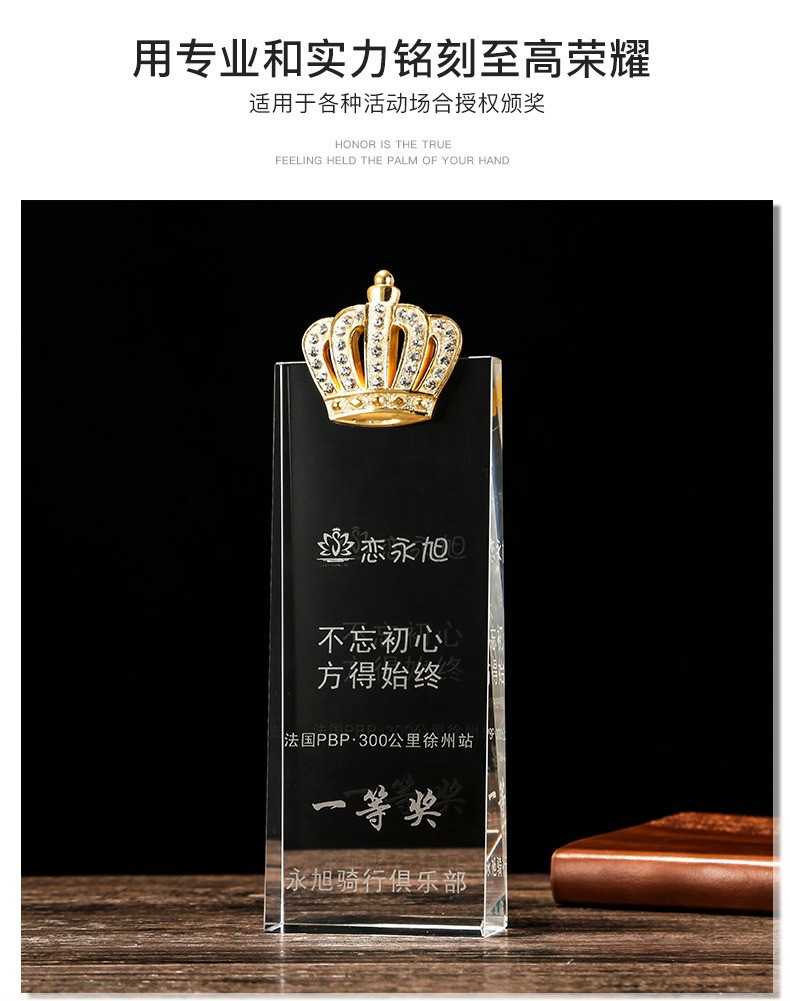 用专业和实力铭刻至高荣耀
适用于各种活动场合授权颁奖
HONOR IS THE TRUE
FEELING HELD THE PALM OF YOUR HAND
恋永旭
不忘初心
方得始终
法国PBP·300公里徐州站
一等奖
永旭骑行俱乐部